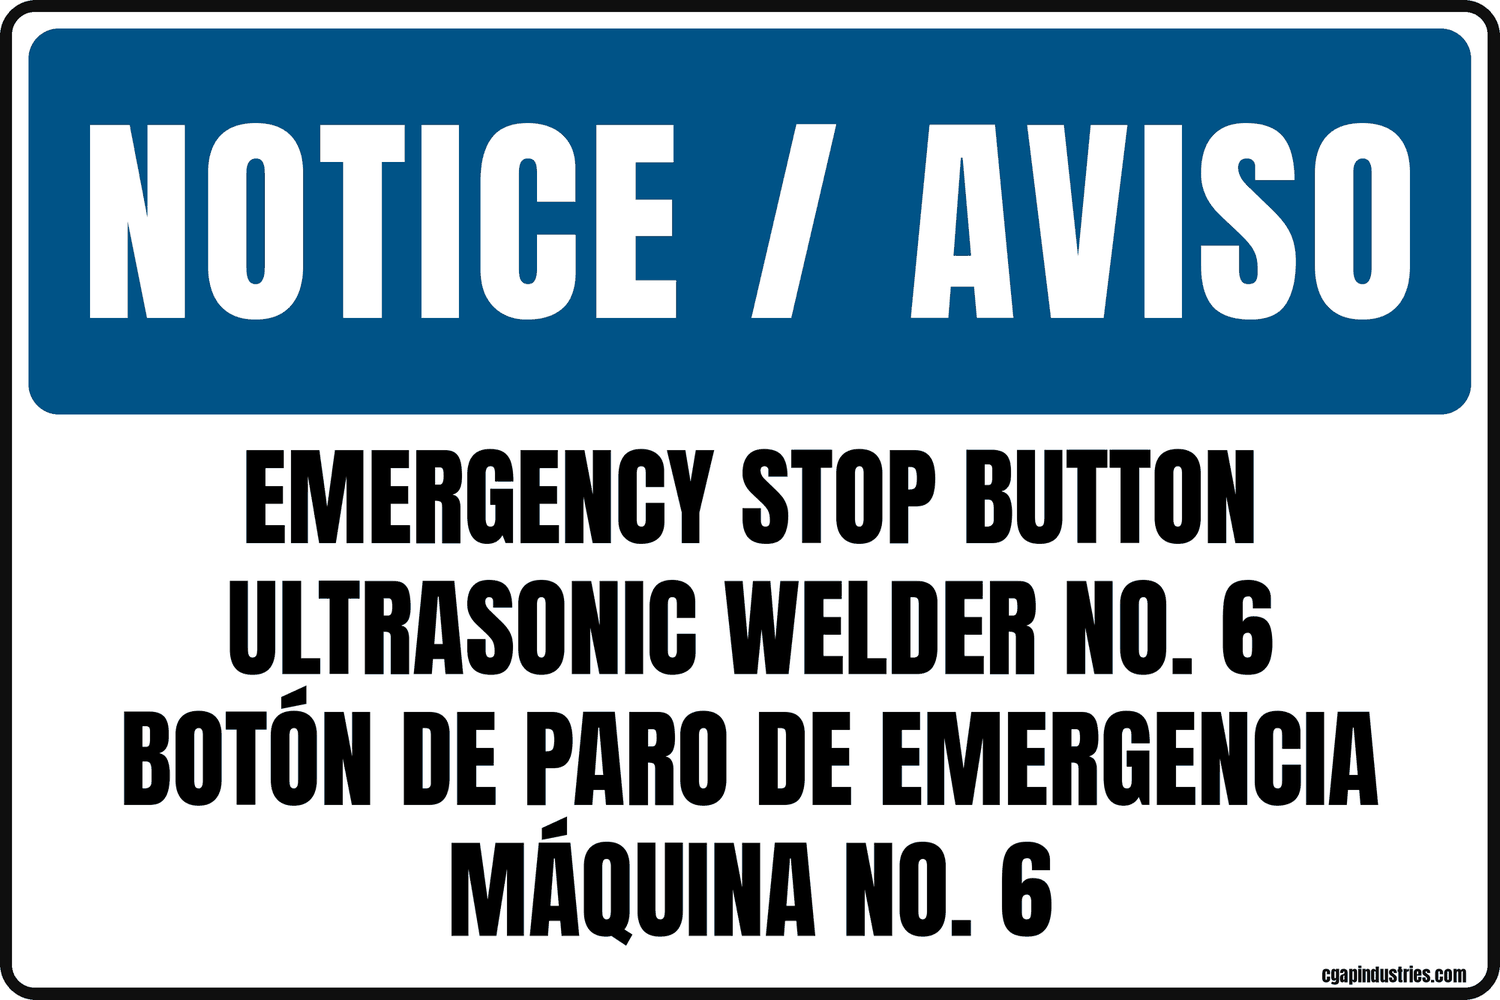 NOTICE / AVISO
EMERGENCY STOP BUTTON
ULTRASONIC WELDER NO. 6
BOTÓN DE PARO DE EMERGENCIA
MÁQUINA NO. 6
cgapindustries.com